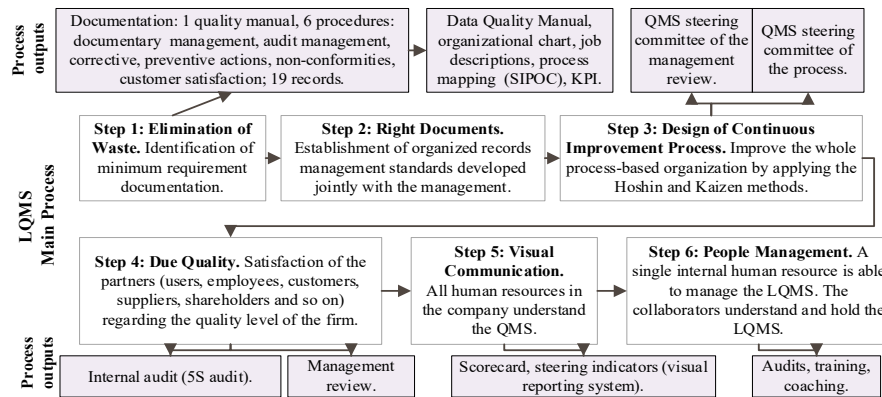 Process
outputs
Documentation: 1 quality manual, 6 procedures:
documentary management, audit management,
corrective, preventive actions, non-conformities,
customer satisfaction; 19 records.
Data Quality Manual,
organizational chart, job
descriptions, process
mapping (SIPOC), KPI.
QMS steering
committee of the
management
review.
QMS steering
committee of
the process.
LQMS
Main Process
Step 1: Elimination of
Waste. Identification of
minimum requirement
documentation.
Step 2: Right Documents.
Establishment of organized records
management standards developed
jointly with the management.
Step 3: Design of Continuous
Improvement Process. Improve the whole
process-based organization by applying the
Hoshin and Kaizen methods.
Step 4: Due Quality. Satisfaction of the
partners (users, employees, customers,
suppliers, shareholders and so on)
regarding the quality level of the firm.
Step 5: Visual
Communication.
All human resources in
the company understand
the QMS.
Step 6: People Management. A
single internal human resource is able
to manage the LQMS. The
collaborators understand and hold the
LQMS.
Process
outputs
Internal audit (5S audit).
Management
review.
Scorecard, steering indicators (visual
reporting system).
Audits, training,
coaching.